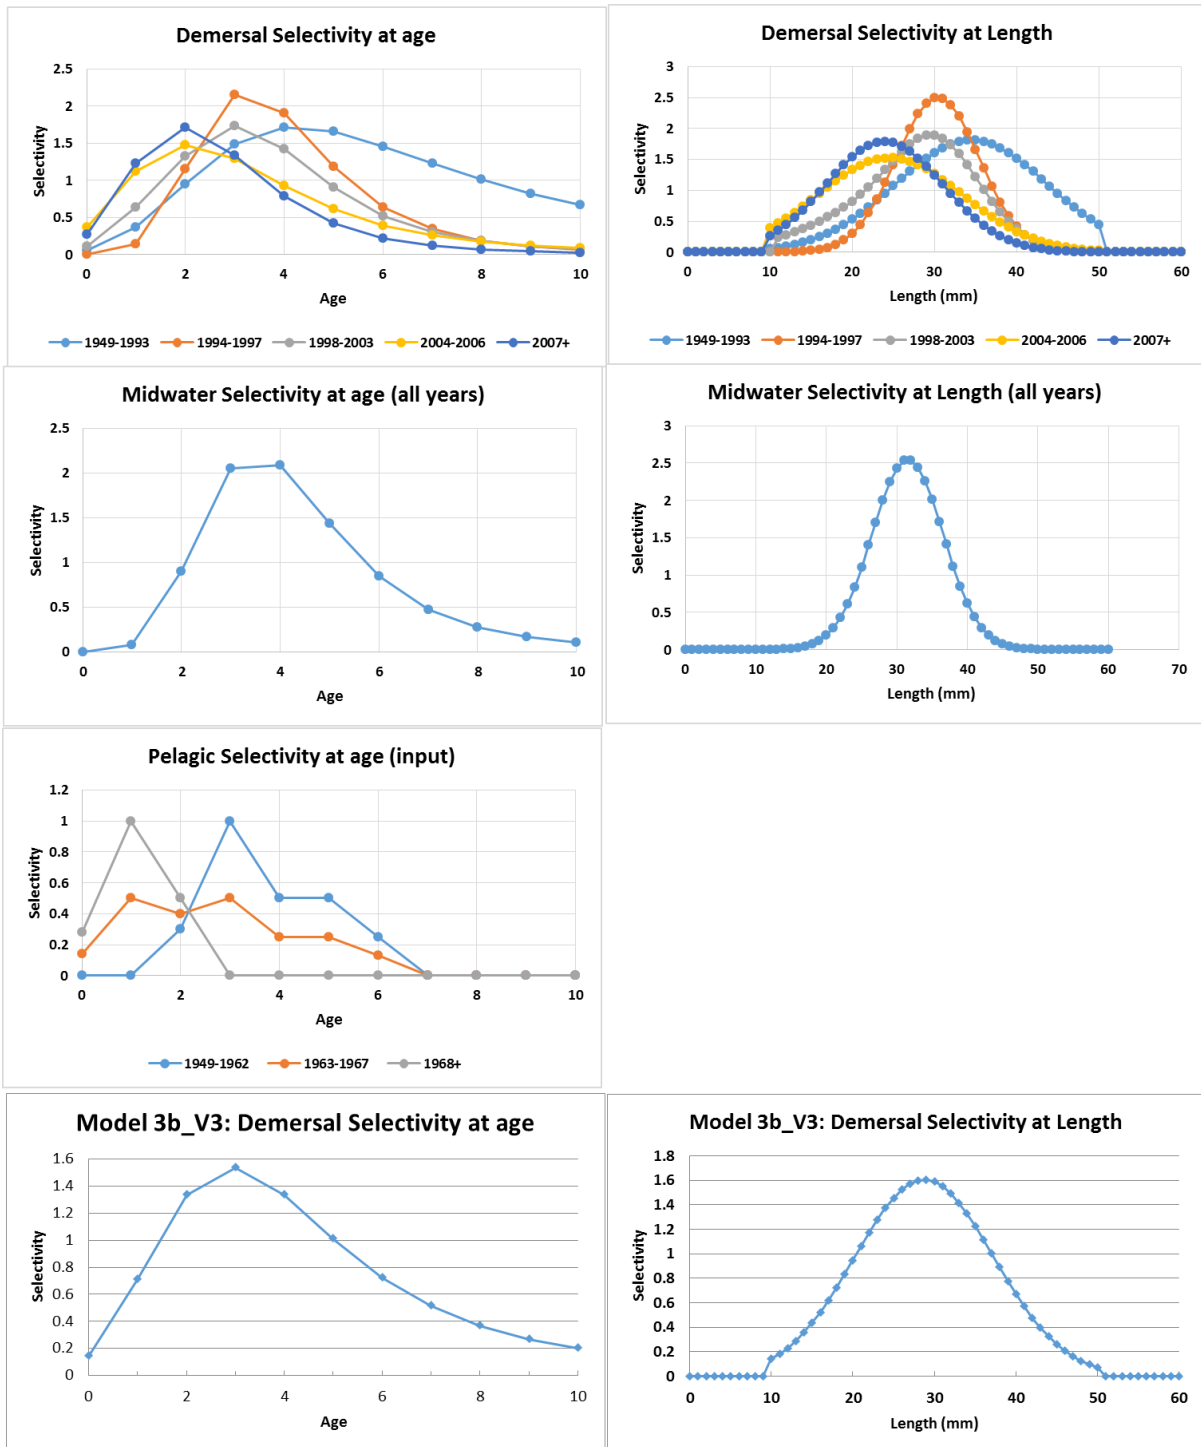 Demersal Selectivity at age
2.5
2
1.5
1
0.5
0
Selectivity
0 2 4 6 8 10
Age
1949-1993 1994-1997 1998-2003 2004-2006 2007+
Demersal Selectivity at Length
3
2.5
2
1.5
1
0.5
0
Selectivity
0 10 20 30 40 50 60
Length (mm)
1949-1993 1994-1997 1998-2003 2004-2006 2007+
Midwater Selectivity at age (all years)
2.5
2
1.5
1
0.5
0
Selectivity
0 2 4 6 8 10
Age
Midwater Selectivity at Length (all years)
3
2.5
2
1.5
1
0.5
0
Selectivity
0 10 20 30 40 50 60 70
Length (mm)
Pelagic Selectivity at age (input)
1.2
1
0.8
0.6
0.4
0.2
0
Selectivity
0 2 4 6 8 10
Age
1949-1962 1963-1967 1968+
Model 3b_V3: Demersal Selectivity at age
1.6
1.4
1.2
1
0.8
0.6
0.4
0.2
0
Selectivity
0 2 4 6 8 10
Age
Model 3b_V3: Demersal Selectivity at Length
1.8
1.6
1.4
1.2
1
0.8
0.6
0.4
0.2
0
Selectivity
0 10 20 30 40 50 60
Length (mm)